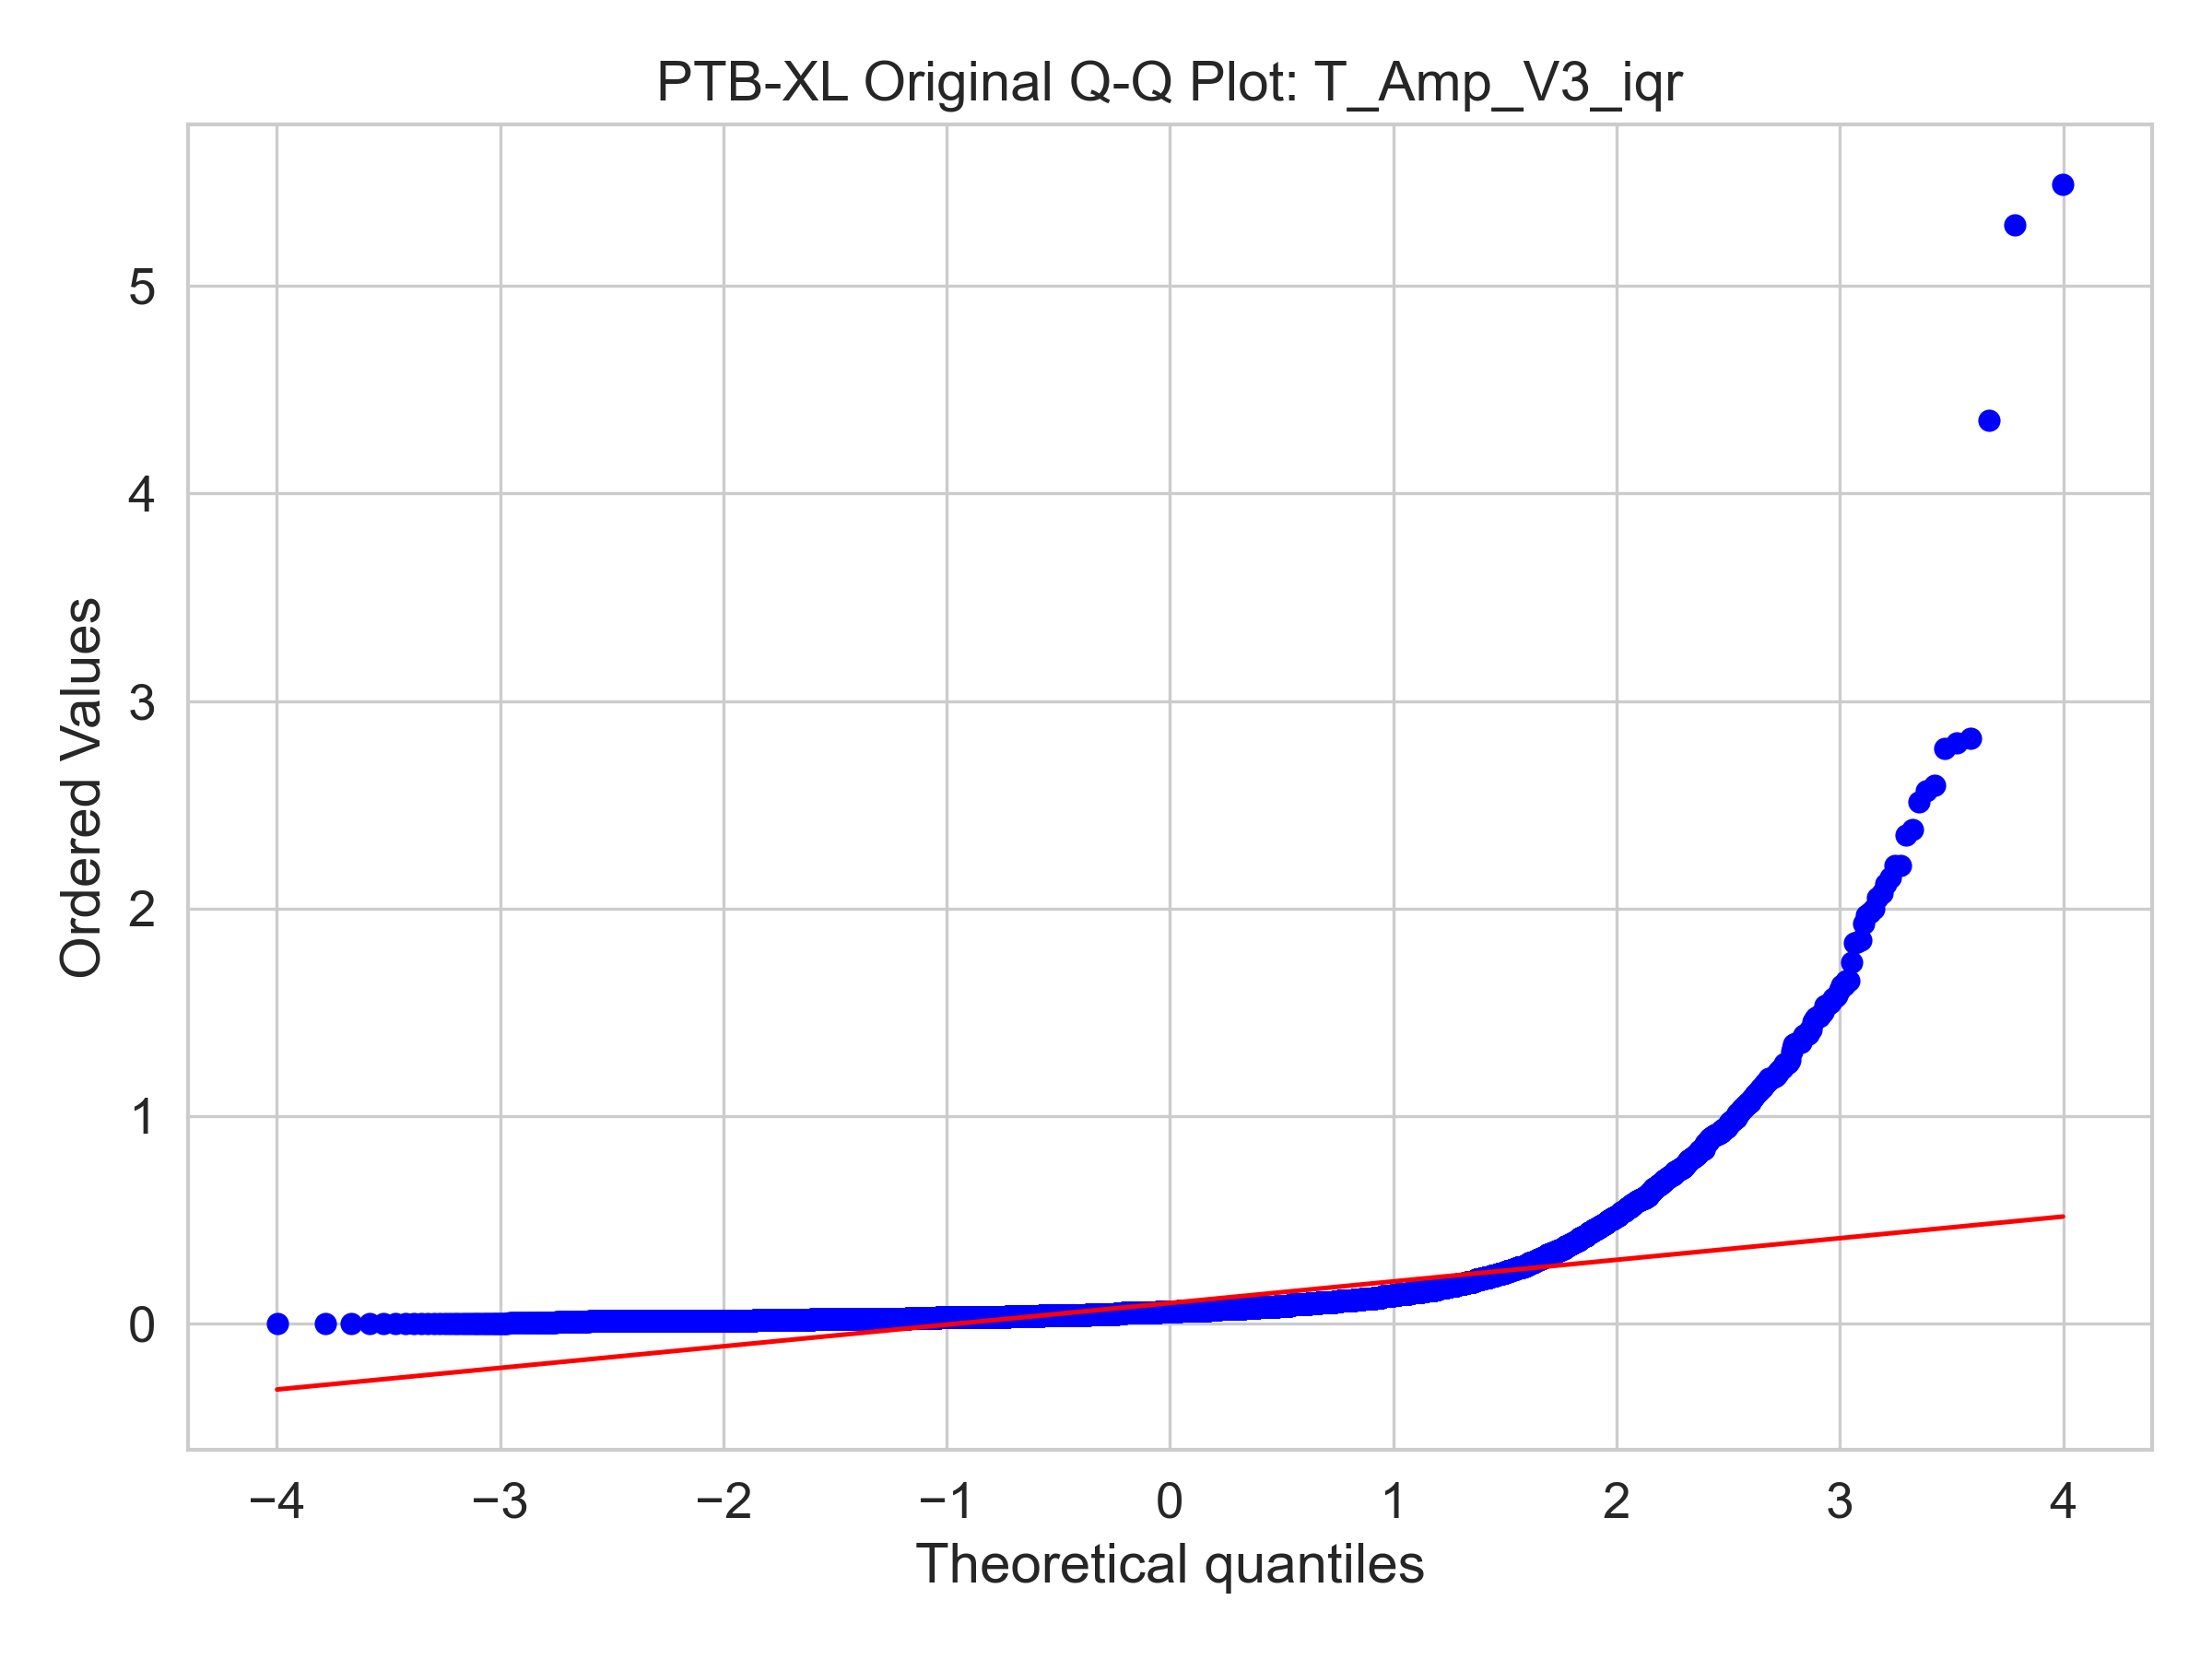 PTB-XL Original Q-Q Plot: T_Amp_V3_iqr
Ordered Values
5
4
3
2
1
0
−4 −3 −2 −1 0 1 2 3 4
Theoretical quantiles